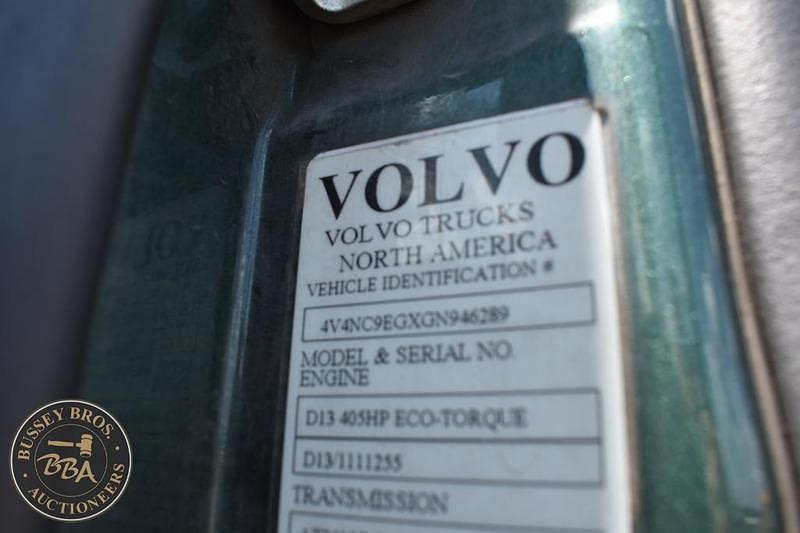 VOLVO
VOLVO TRUCKS
NORTH AMERICA
VEHICLE IDENTIFICATION #
4V4NC9EGXGN946289
MODEL & SERIAL NO.
ENGINE
D13 405HP ECO-TORQUE
D13/1111255
TRANSMISSION
BUSSEY BROS.
BBA
AUCTIONEERS